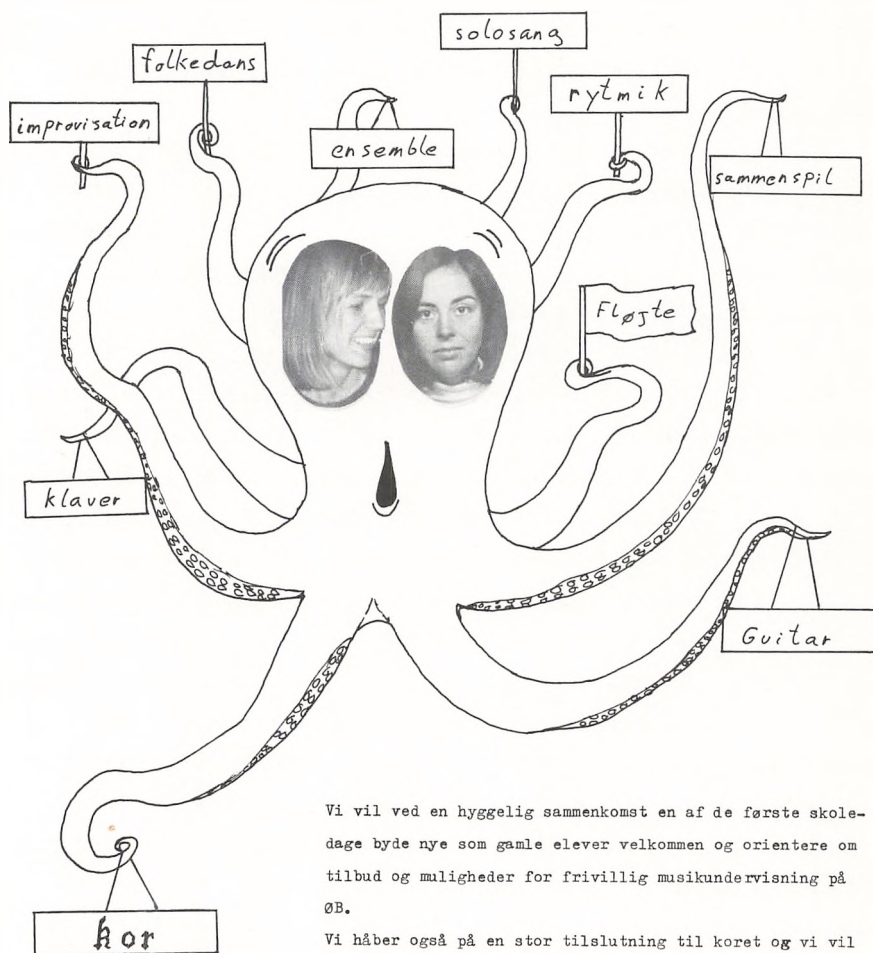 solosang
folkedans
rytmik
improvisation
ensemble
sammenspil
Fløjte
klaver
Guitar
kor
Vi vil ved en hyggelig sammenkomst en af de første skole-
dage byde nye som gamle elever velkommen og orientere om
tilbud og muligheder for frivillig musikundervisning på
ØB.
Vi håber også på en stor tilslutning til koret og vi vil